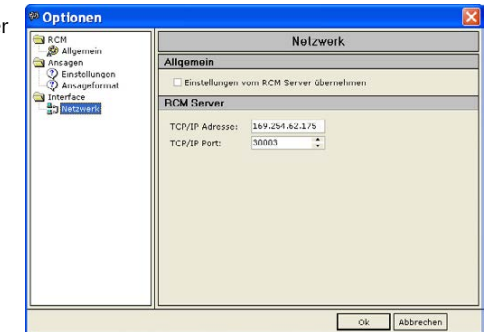 er
Optionen
RCM
Allgemein
Ansagen
Einstellungen
Ansageformat
Interface
Netzwerk
Netzwerk
Allgemein
Einstellungen vom RCM Server übernehmen
RCM Server
TCP/IP Adresse: 169.254.62.175
TCP/IP Port: 30003
Ok Abbrechen